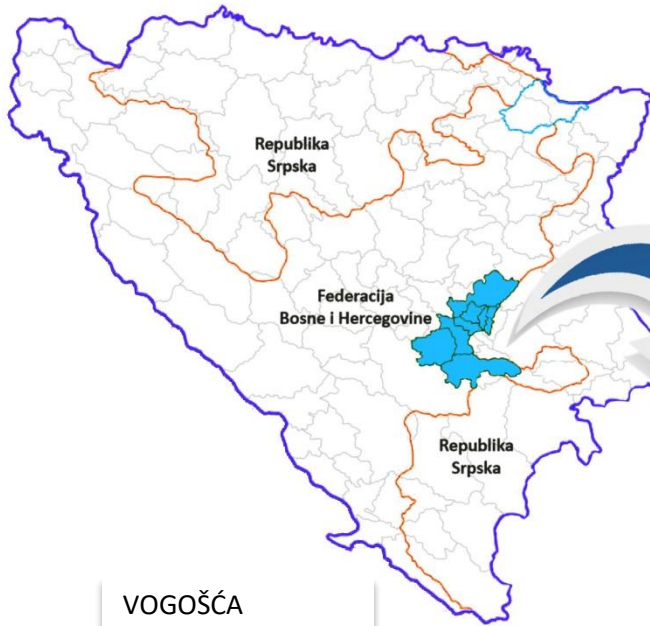 Republika
Srpska
Federacija
Bosne i Hercegovine
Republika
Srpska
VOGOŠĆA